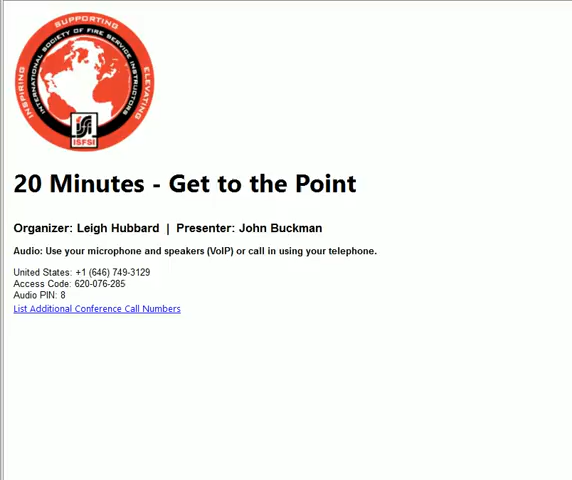 SUPPORTING
INSPIRING
ELEVATING
INTERNATIONAL SOCIETY OF FIRE SERVICE INSTRUCTORS
ISFSI
20 Minutes - Get to the Point
Organizer: Leigh Hubbard | Presenter: John Buckman
Audio: Use your microphone and speakers (VoIP) or call in using your telephone.
United States: +1 (646) 749-3129
Access Code: 620-076-285
Audio PIN: 8
List Additional Conference Call Numbers